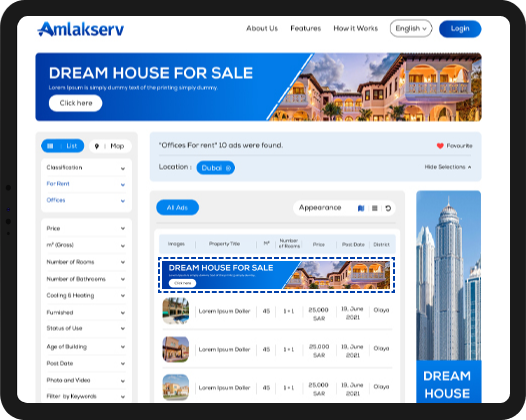 Amlakserv
About Us
Features
How it Works
English
Login
DREAM HOUSE FOR SALE
Lorem Ipsum is simply dummy text of the printing simply dummy.
Click here
List
Map
Classification
For Rent
Offices
Price
m² (Gross)
Number of Rooms
Number of Bathrooms
Cooling & Heating
Furnished
Status of Use
Age of Building
Post Date
Photo and Video
Filter by Keywords
"Offices For rent" 10 ads were found.
Favourite
Location :
Dubai
Hide Selections
All Ads
Appearance
Images
Property Title
M²
Number of Rooms
Price
Post Date
District
DREAM HOUSE FOR SALE
Click here
Lorem Ipsum Doller
45
1 + 1
25,000 SAR
19, June 2021
Olaya
Lorem Ipsum Dollar
45
1 + 1
25,000 SAR
19, June 2021
Olaya
Lorem Ipsum Dollar
45
1 + 1
25,000 SAR
19, June 2021
Olaya
DREAM
HOUSE